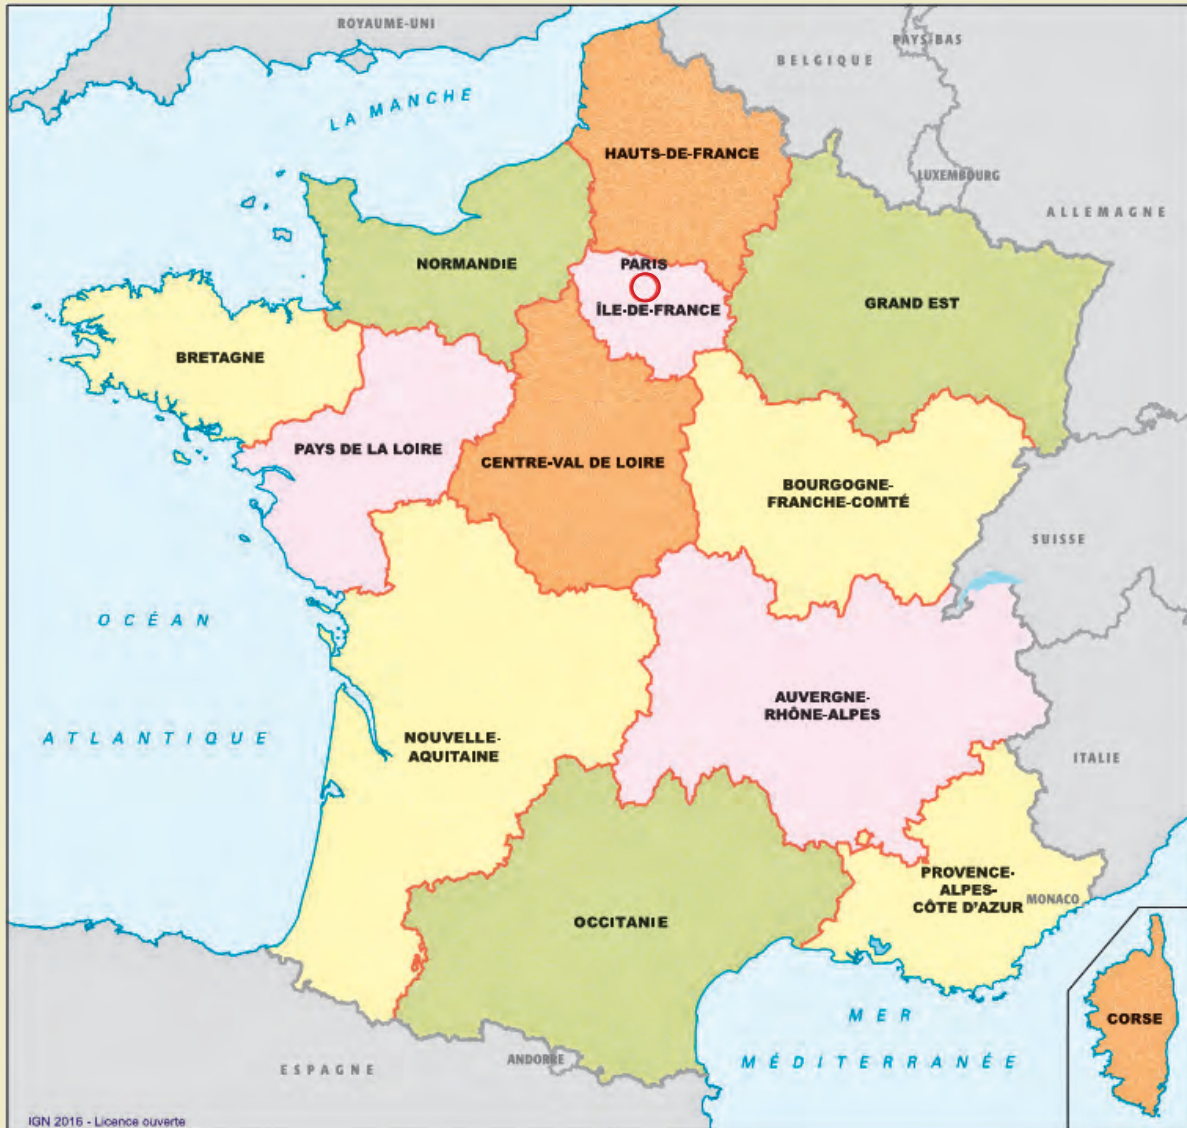 ROYAUME-UNI
PAYS-BAS
BELGIQUE
LA MANCHE
HAUTS-DE-FRANCE
LUXEMBOURG
ALLEMAGNE
NORMANDIE
PARIS
ÎLE-DE-FRANCE
GRAND EST
BRETAGNE
PAYS DE LA LOIRE
CENTRE-VAL DE LOIRE
BOURGOGNE-
FRANCHE-COMTÉ
SUISSE
OCÉAN
ATLANTIQUE
AUVERGNE-
RHÔNE-ALPES
NOUVELLE-
AQUITAINE
ITALIE
PROVENCE-
ALPES-
CÔTE D'AZUR
MONACO
OCCITANIE
MER
MÉDITERRANÉE
CORSE
ANDORRE
ESPAGNE
IGN 2016 - Licence ouverte